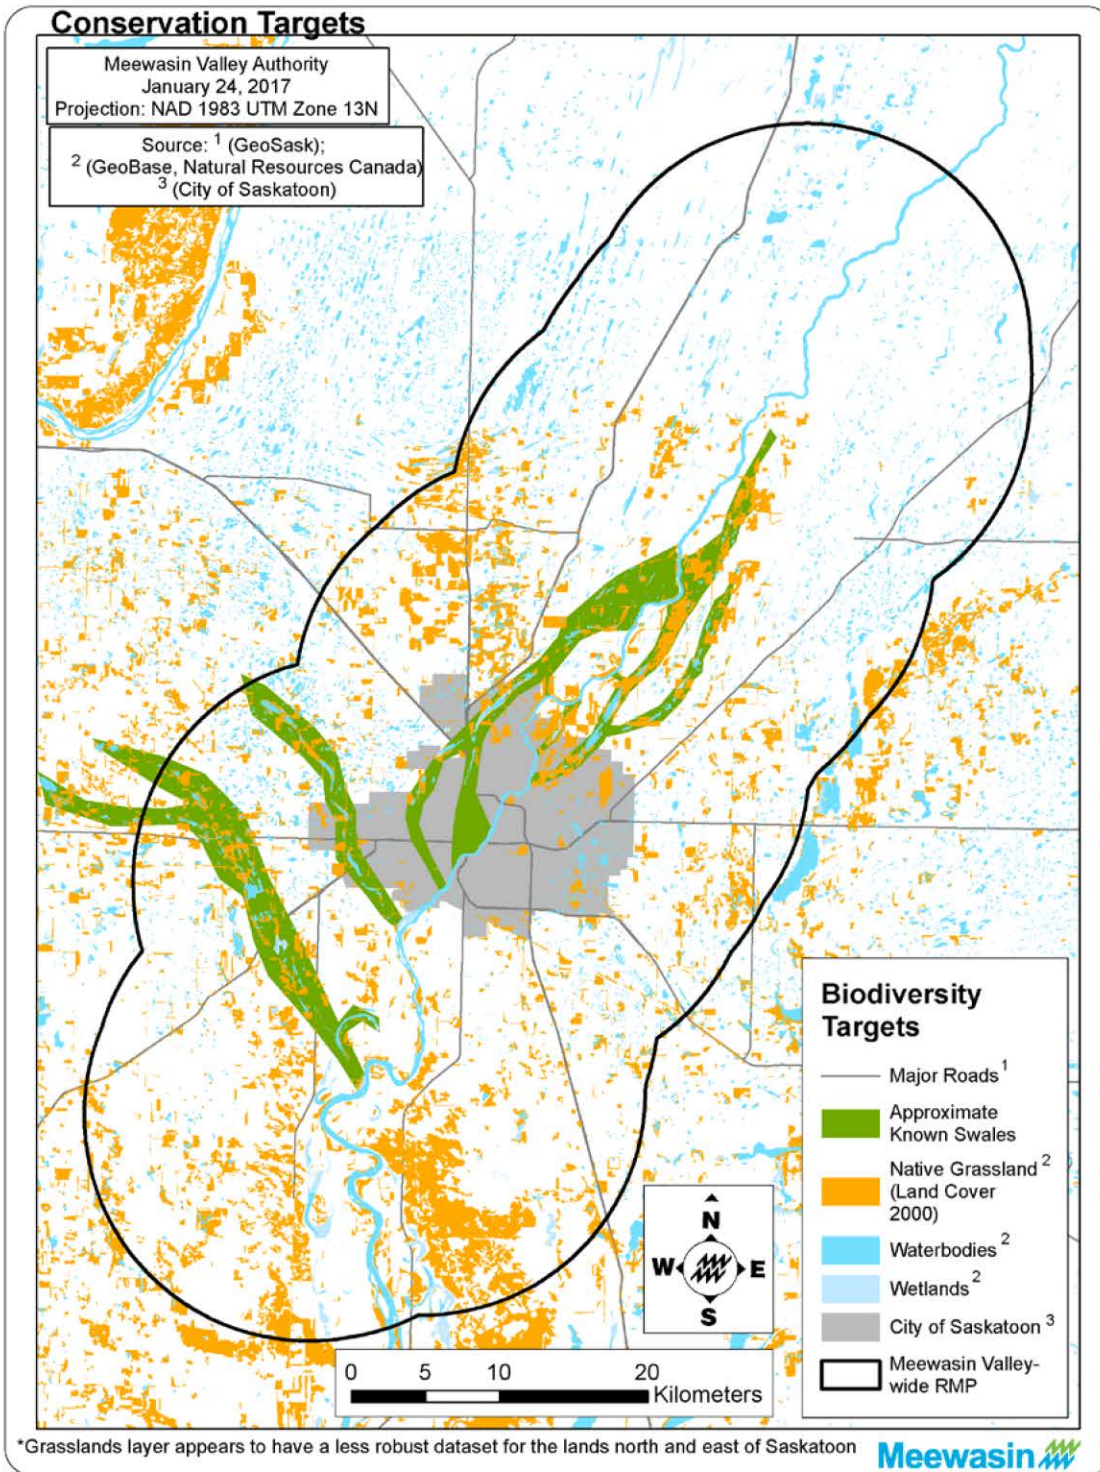 Conservation Targets
Meewasin Valley Authority
January 24, 2017
Projection: NAD 1983 UTM Zone 13N
Source: 1 (GeoSask);
2 (GeoBase, Natural Resources Canada)
3 (City of Saskatoon)
Biodiversity
Targets
Major Roads 1
Approximate
Known Swales
Native Grassland 2
(Land Cover
2000)
Waterbodies 2
Wetlands 2
City of Saskatoon 3
Meewasin Valley-
wide RMP
N
W E
S
0 5 10 20
Kilometers
*Grasslands layer appears to have a less robust dataset for the lands north and east of Saskatoon
Meewasin